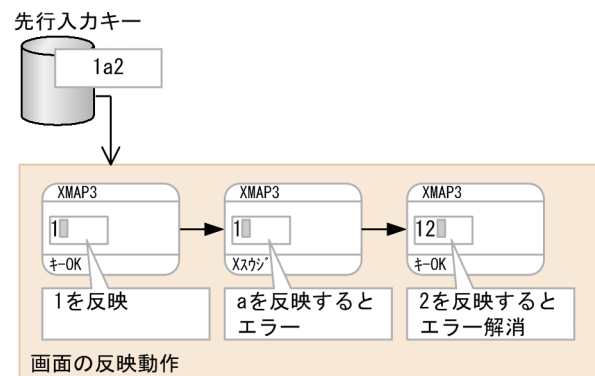 先行入力キー
1a2
XMAP3
1
ｷｰOK
XMAP3
1
Xｽｳｼﾞ
XMAP3
12
ｷｰOK
1を反映
aを反映すると
エラー
2を反映すると
エラー解消
画面の反映動作